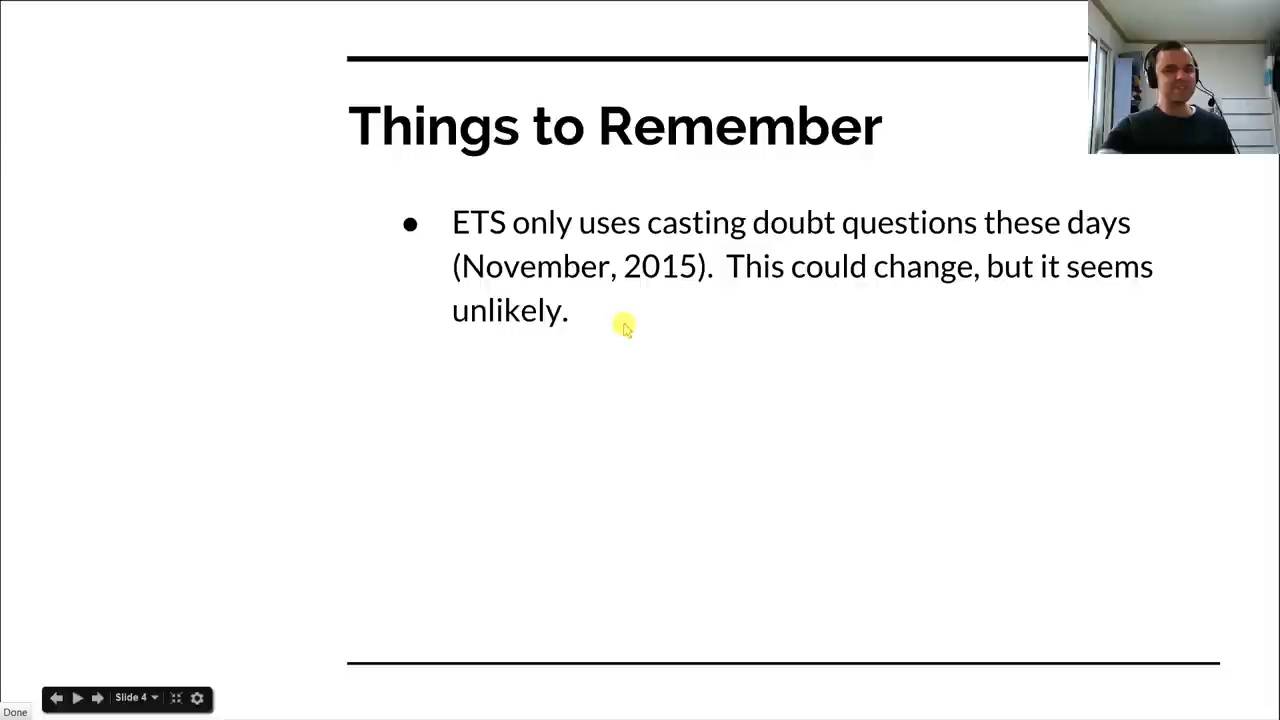 Things to Remember
● ETS only uses casting doubt questions these days
(November, 2015).  This could change, but it seems
unlikely.
Slide 4
Done